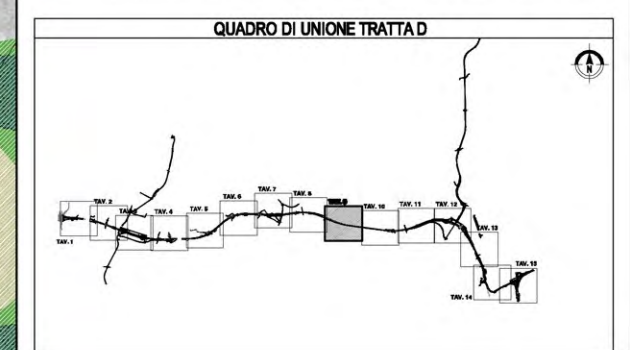 QUADRO DI UNIONE TRATTA D
N
TAV. 1
TAV. 2
TAV. 4
TAV. 5
TAV. 6
TAV. 7
TAV. 8
TAV. 10
TAV. 11
TAV. 12
TAV. 13
TAV. 14
TAV. 15